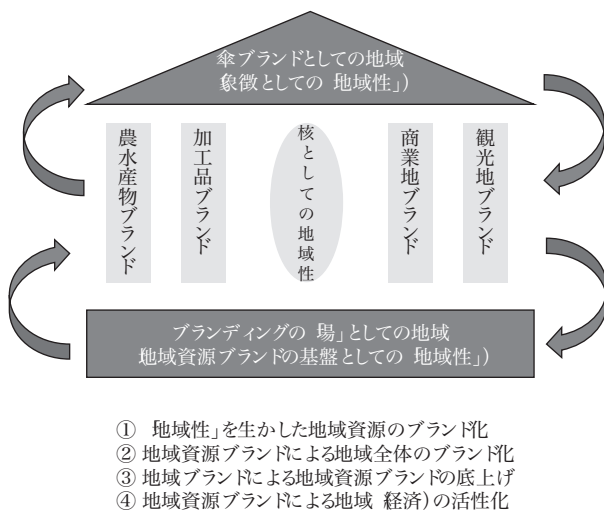 傘ブランドとしての地域
象徴としての 地域性」)
農水産物ブランド
加工品ブランド
核としての地域性
商業地ブランド
観光地ブランド
ブランディングの 場」としての地域
地域資源ブランドの基盤としての 地域性」)
① 地域性」を生かした地域資源のブランド化
② 地域資源ブランドによる地域全体のブランド化
③ 地域ブランドによる地域資源ブランドの底上げ
④ 地域資源ブランドによる地域 経済)の活性化